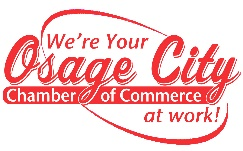 We're Your
Osage City
Chamber of Commerce
at work!